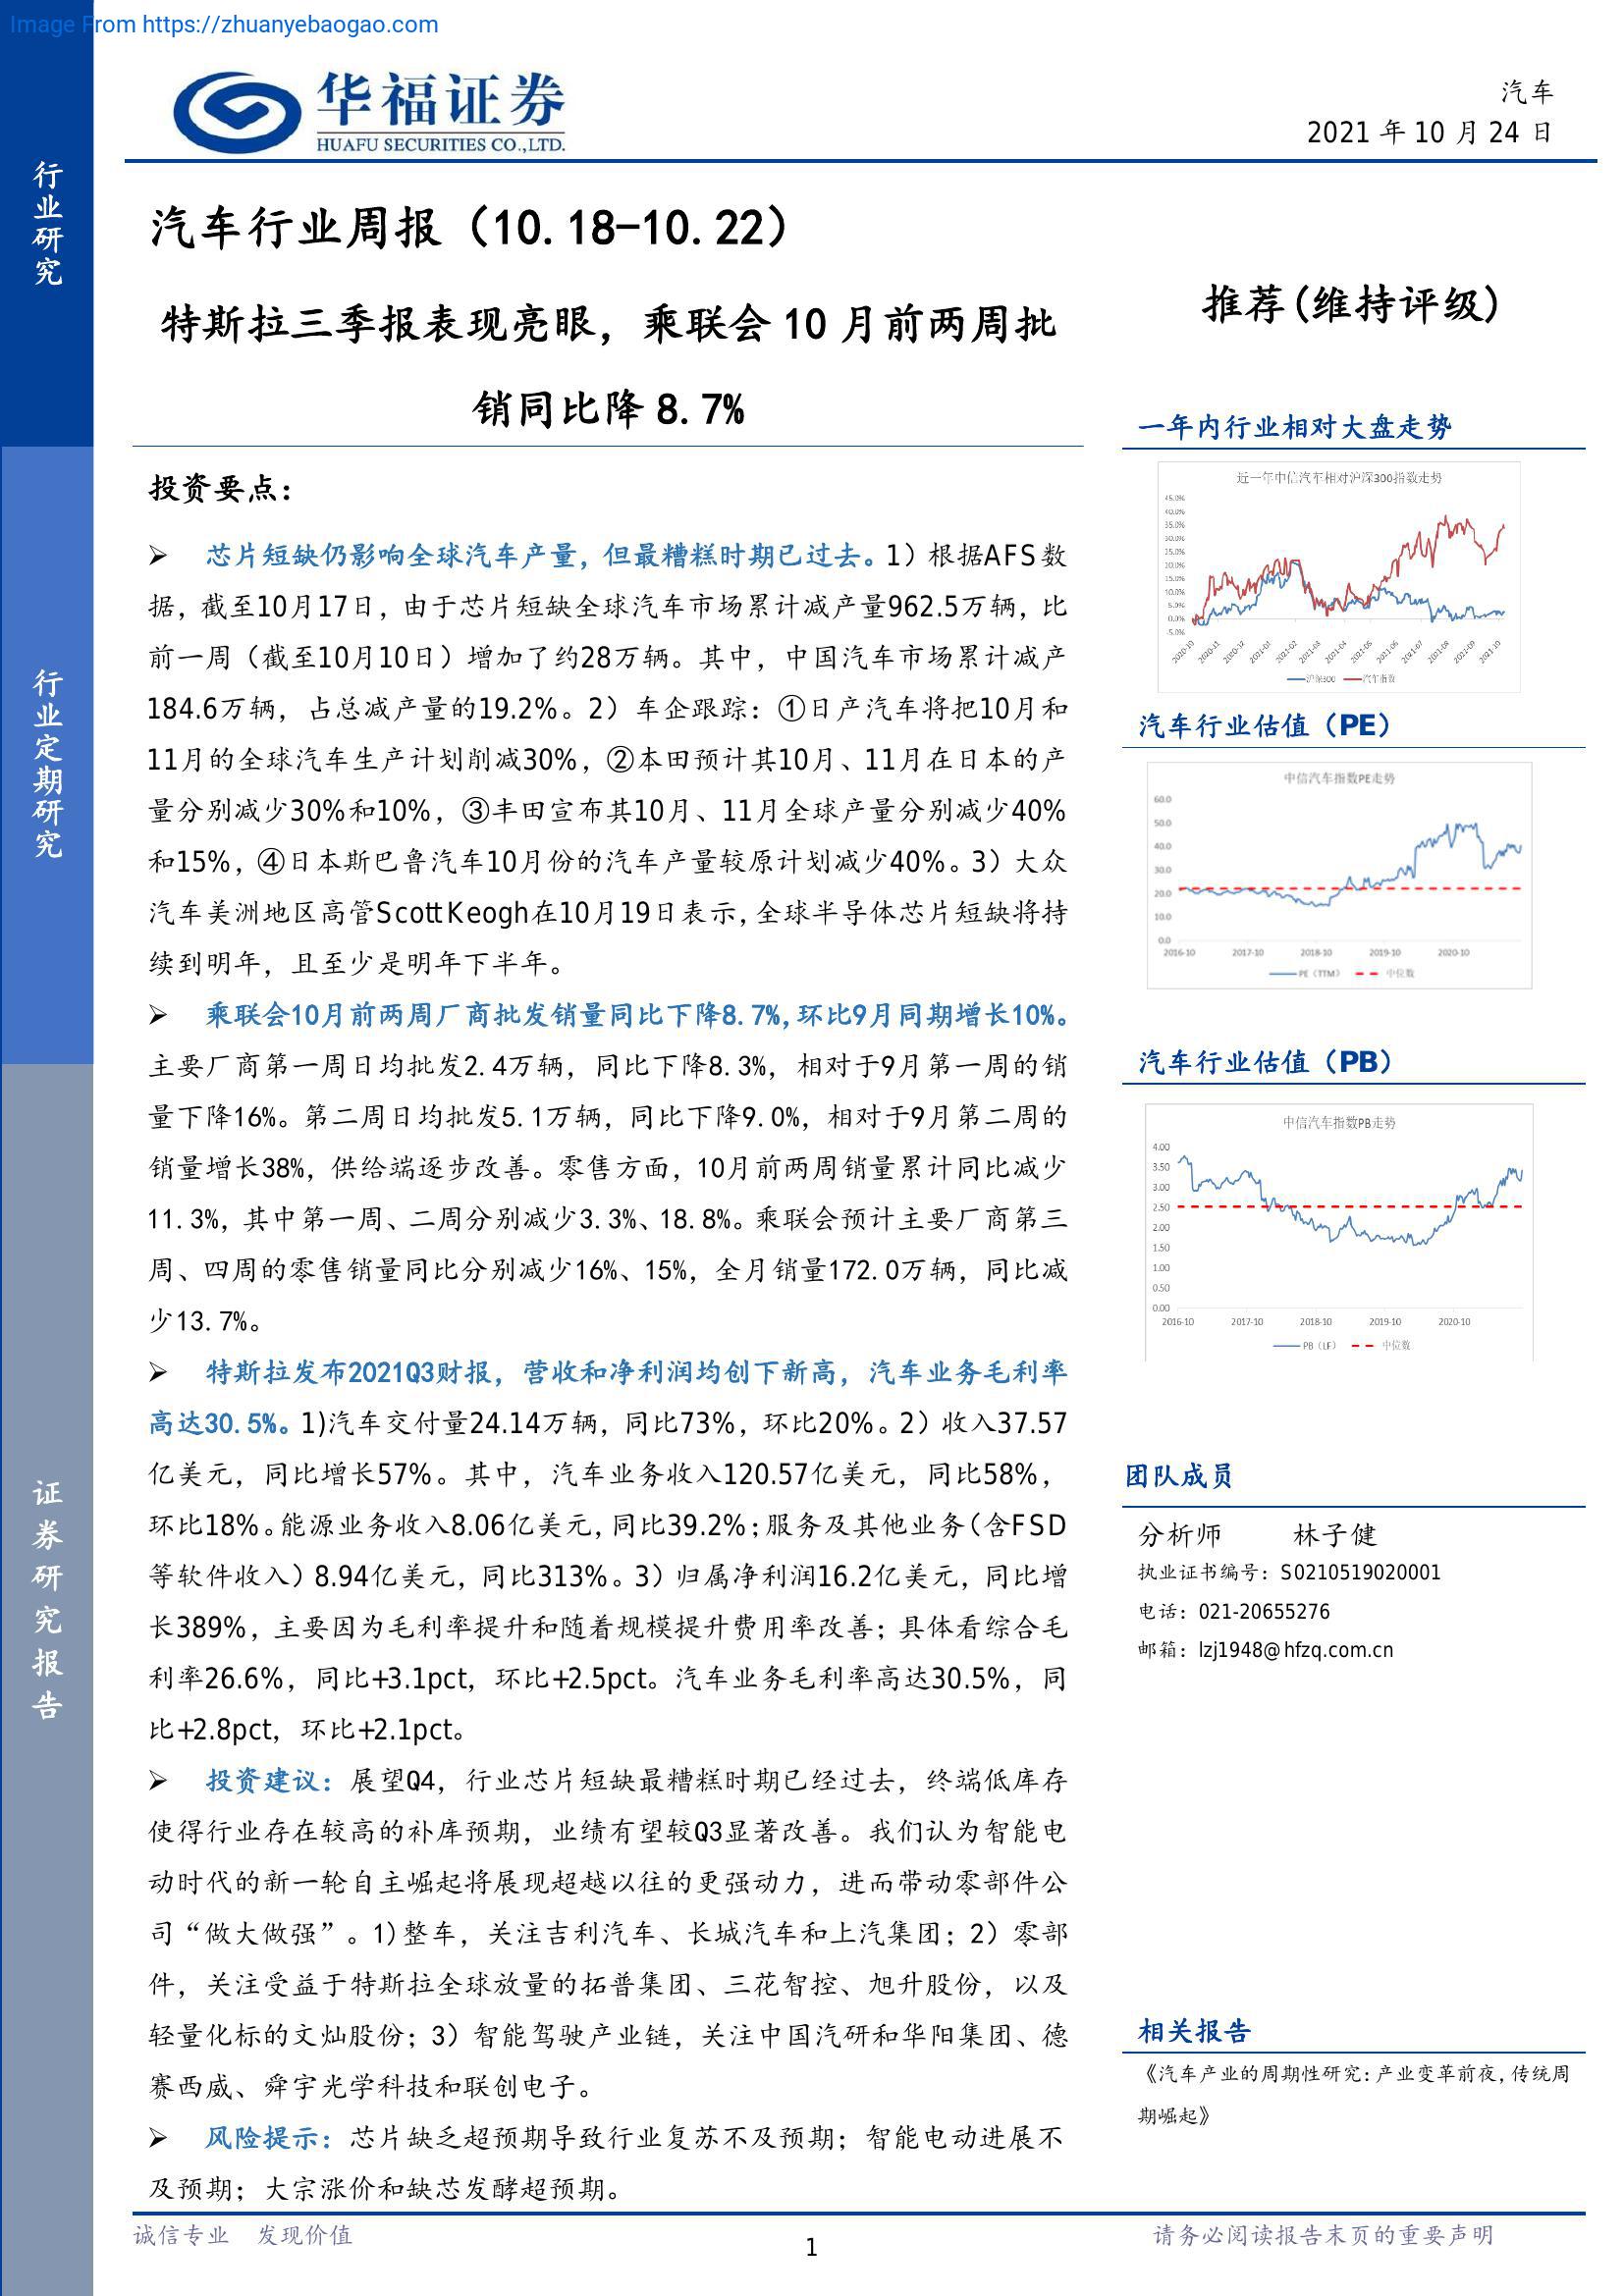 Image From https://zhuanyebaogao.com
华福证券
HUAFU SECURITIES CO.,LTD.
汽车
2021 年 10 月 24 日
行业研究
行业定期研究
证券研究报告
汽车行业周报（10.18-10.22）
特斯拉三季报表现亮眼，乘联会 10 月前两周批
销同比降 8.7%
推荐(维持评级)
投资要点：
➢ 芯片短缺仍影响全球汽车产量，但最糟糕时期已过去。1）根据AFS数
据，截至10月17日，由于芯片短缺全球汽车市场累计减产量962.5万辆，比
前一周（截至10月10日）增加了约28万辆。其中，中国汽车市场累计减产
184.6万辆，占总减产量的19.2%。2）车企跟踪：①日产汽车将把10月和
11月的全球汽车生产计划削减30%，②本田预计其10月、11月在日本的产
量分别减少30%和10%，③丰田宣布其10月、11月全球产量分别减少40%
和15%，④日本斯巴鲁汽车10月份的汽车产量较原计划减少40%。3）大众
汽车美洲地区高管Scott Keogh在10月19日表示，全球半导体芯片短缺将持
续到明年，且至少是明年下半年。
➢ 乘联会10月前两周厂商批发销量同比下降8.7%，环比9月同期增长10%。
主要厂商第一周日均批发2.4万辆，同比下降8.3%，相对于9月第一周的销
量下降16%。第二周日均批发5.1万辆，同比下降9.0%，相对于9月第二周的
销量增长38%，供给端逐步改善。零售方面，10月前两周销量累计同比减少
11.3%，其中第一周、二周分别减少3.3%、18.8%。乘联会预计主要厂商第三
周、四周的零售销量同比分别减少16%、15%，全月销量172.0万辆，同比减
少13.7%。
➢ 特斯拉发布2021Q3财报，营收和净利润均创下新高，汽车业务毛利率
高达30.5%。1)汽车交付量24.14万辆，同比73%，环比20%。2）收入37.57
亿美元，同比增长57%。其中，汽车业务收入120.57亿美元，同比58%，
环比18%。能源业务收入8.06亿美元，同比39.2%；服务及其他业务（含FSD
等软件收入）8.94亿美元，同比313%。3）归属净利润16.2亿美元，同比增
长389%，主要因为毛利率提升和随着规模提升费用率改善；具体看综合毛
利率26.6%，同比+3.1pct，环比+2.5pct。汽车业务毛利率高达30.5%，同
比+2.8pct，环比+2.1pct。
➢ 投资建议：展望Q4，行业芯片短缺最糟糕时期已经过去，终端低库存
使得行业存在较高的补库预期，业绩有望较Q3显著改善。我们认为智能电
动时代的新一轮自主崛起将展现超越以往的更强动力，进而带动零部件公
司“做大做强”。1)整车，关注吉利汽车、长城汽车和上汽集团；2）零部
件，关注受益于特斯拉全球放量的拓普集团、三花智控、旭升股份，以及
轻量化标的文灿股份；3）智能驾驶产业链，关注中国汽研和华阳集团、德
赛西威、舜宇光学科技和联创电子。
➢ 风险提示：芯片缺乏超预期导致行业复苏不及预期；智能电动进展不
及预期；大宗涨价和缺芯发酵超预期。
一年内行业相对大盘走势
近一年中信汽车相对沪深300指数走势
45.0%
40.0%
35.0%
30.0%
25.0%
20.0%
15.0%
10.0%
5.0%
0.0%
-5.0%
2020-10 2020-11 2020-12 2021-01 2021-02 2021-03 2021-04 2021-05 2021-06 2021-07 2021-08 2021-09 2021-10
沪深300 汽车指数
汽车行业估值（PE）
中信汽车指数PE走势
60.0
50.0
40.0
30.0
20.0
10.0
0.0
2016-10 2017-10 2018-10 2019-10 2020-10
PE（TTM） 中位数
汽车行业估值（PB）
中信汽车指数PB走势
4.00
3.50
3.00
2.50
2.00
1.50
1.00
0.50
0.00
2016-10 2017-10 2018-10 2019-10 2020-10
PB（LF） 中位数
团队成员
分析师 林子健
执业证书编号：S0210519020001
电话：021-20655276
邮箱：lzj1948@hfzq.com.cn
相关报告
《汽车产业的周期性研究：产业变革前夜，传统周
期崛起》
诚信专业 发现价值
1
请务必阅读报告末页的重要声明